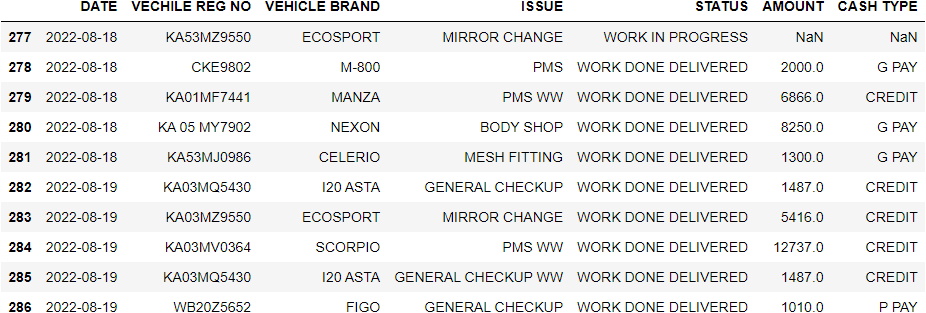 DATE VECHILE REG NO VEHICLE BRAND ISSUE STATUS AMOUNT CASH TYPE
277 2022-08-18 KA53MZ9550 ECOSPORT MIRROR CHANGE WORK IN PROGRESS NaN NaN
278 2022-08-18 CKE9802 M-800 PMS WORK DONE DELIVERED 2000.0 G PAY
279 2022-08-18 KA01MF7441 MANZA PMS WW WORK DONE DELIVERED 6866.0 CREDIT
280 2022-08-18 KA 05 MY7902 NEXON BODY SHOP WORK DONE DELIVERED 8250.0 G PAY
281 2022-08-18 KA53MJ0986 CELERIO MESH FITTING WORK DONE DELIVERED 1300.0 G PAY
282 2022-08-19 KA03MQ5430 I20 ASTA GENERAL CHECKUP WORK DONE DELIVERED 1487.0 CREDIT
283 2022-08-19 KA03MZ9550 ECOSPORT MIRROR CHANGE WORK DONE DELIVERED 5416.0 CREDIT
284 2022-08-19 KA03MV0364 SCORPIO PMS WW WORK DONE DELIVERED 12737.0 CREDIT
285 2022-08-19 KA03MQ5430 I20 ASTA GENERAL CHECKUP WW WORK DONE DELIVERED 1487.0 CREDIT
286 2022-08-19 WB20Z5652 FIGO GENERAL CHECKUP WORK DONE DELIVERED 1010.0 P PAY